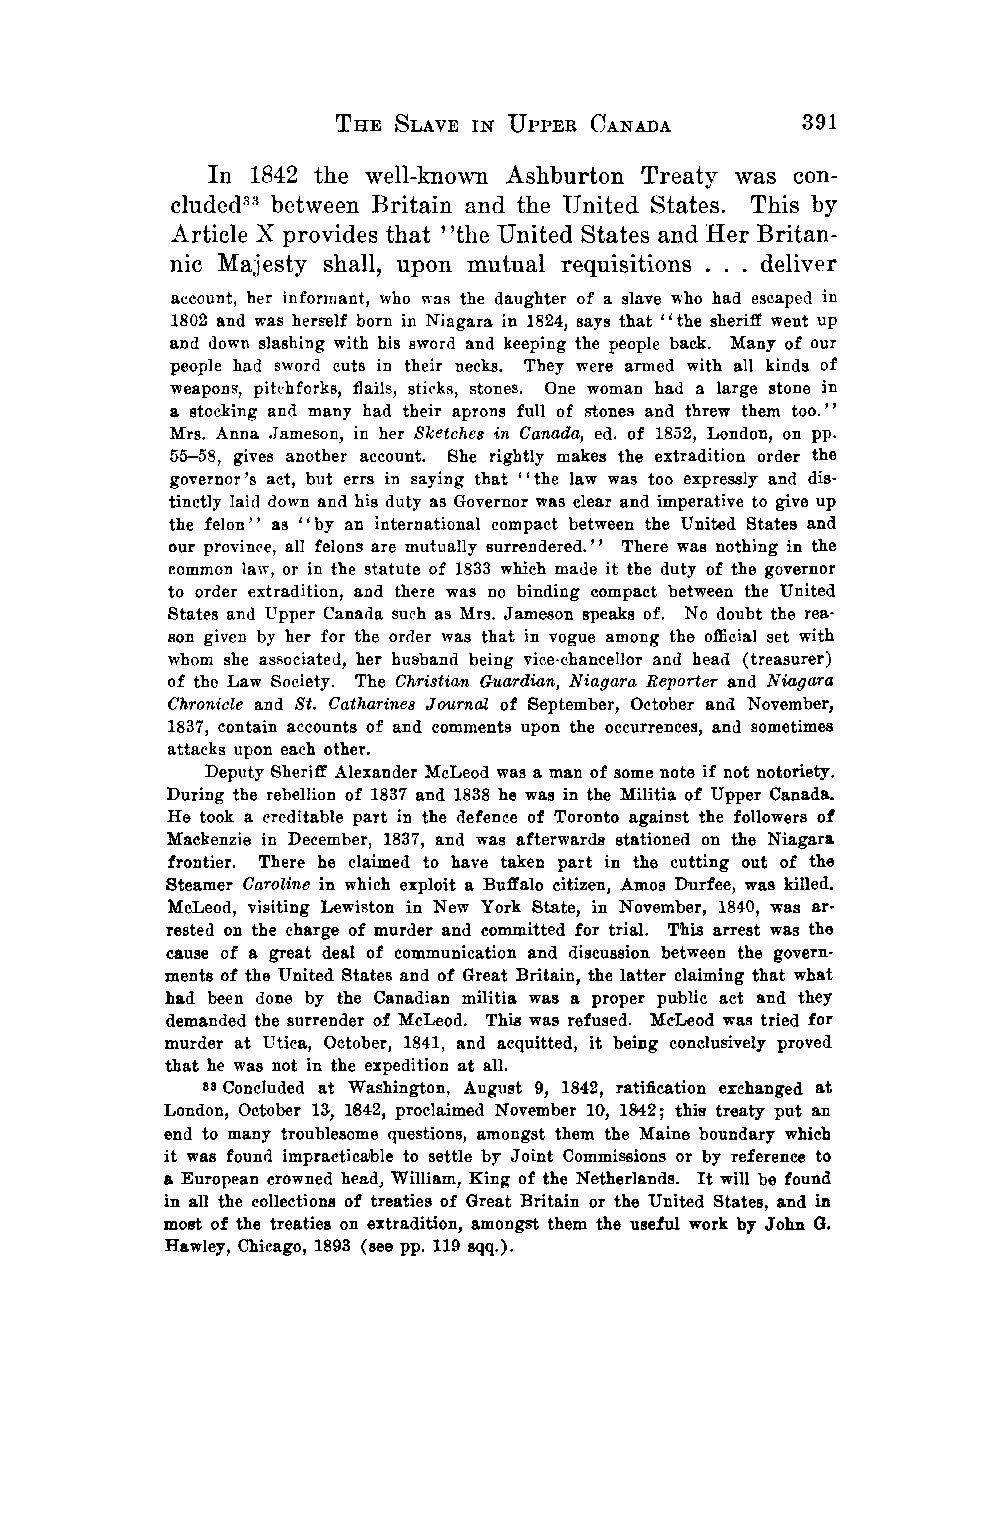 THE SLAVE IN UPPER CANADA 391
In 1842 the well-known Ashburton Treaty was con-
cluded³³ between Britain and the United States. This by
Article X provides that ''the United States and Her Britan-
nic Majesty shall, upon mutual requisitions . . . deliver
account, her informant, who was the daughter of a slave who had escaped in
1802 and was herself born in Niagara in 1824, says that ''the sheriff went up
and down slashing with his sword and keeping the people back. Many of our
people had sword cuts in their necks. They were armed with all kinds of
weapons, pitchforks, flails, sticks, stones. One woman had a large stone in
a stocking and many had their aprons full of stones and threw them too.''
Mrs. Anna Jameson, in her Sketches in Canada, ed. of 1852, London, on pp.
55–58, gives another account. She rightly makes the extradition order the
governor's act, but errs in saying that ''the law was too expressly and dis-
tinctly laid down and his duty as Governor was clear and imperative to give up
the felon'' as ''by an international compact between the United States and
our province, all felons are mutually surrendered.'' There was nothing in the
common law, or in the statute of 1833 which made it the duty of the governor
to order extradition, and there was no binding compact between the United
States and Upper Canada such as Mrs. Jameson speaks of. No doubt the rea-
son given by her for the order was that in vogue among the official set with
whom she associated, her husband being vice-chancellor and head (treasurer)
of the Law Society. The Christian Guardian, Niagara Reporter and Niagara
Chronicle and St. Catharines Journal of September, October and November,
1837, contain accounts of and comments upon the occurrences, and sometimes
attacks upon each other.
Deputy Sheriff Alexander McLeod was a man of some note if not notoriety.
During the rebellion of 1837 and 1838 he was in the Militia of Upper Canada.
He took a creditable part in the defence of Toronto against the followers of
Mackenzie in December, 1837, and was afterwards stationed on the Niagara
frontier. There he claimed to have taken part in the cutting out of the
Steamer Caroline in which exploit a Buffalo citizen, Amos Durfee, was killed.
McLeod, visiting Lewiston in New York State, in November, 1840, was ar-
rested on the charge of murder and committed for trial. This arrest was the
cause of a great deal of communication and discussion between the govern-
ments of the United States and of Great Britain, the latter claiming that what
had been done by the Canadian militia was a proper public act and they
demanded the surrender of McLeod. This was refused. McLeod was tried for
murder at Utica, October, 1841, and acquitted, it being conclusively proved
that he was not in the expedition at all.
³³ Concluded at Washington, August 9, 1842, ratification exchanged at
London, October 13, 1842, proclaimed November 10, 1842; this treaty put an
end to many troublesome questions, amongst them the Maine boundary which
it was found impracticable to settle by Joint Commissions or by reference to
a European crowned head, William, King of the Netherlands. It will be found
in all the collections of treaties of Great Britain or the United States, and in
most of the treaties on extradition, amongst them the useful work by John G.
Hawley, Chicago, 1893 (see pp. 119 sqq.).